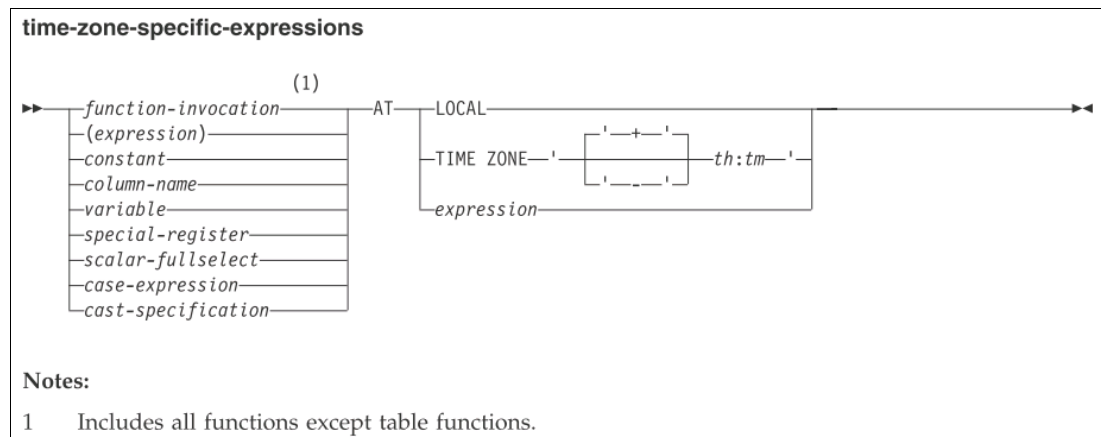 time-zone-specific-expressions
(1)
function-invocation AT LOCAL
(expression) '+'
constant TIME ZONE ' th:tm '
column-name '-'
variable expression
special-register
scalar-fullselect
case-expression
cast-specification
Notes:
1 Includes all functions except table functions.